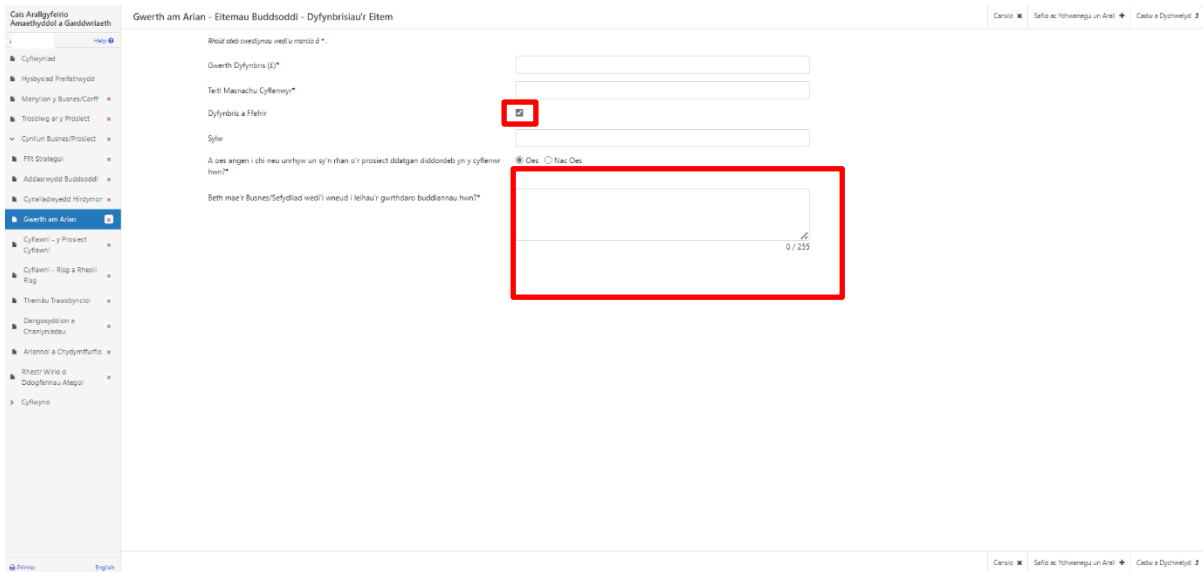 Cais Arallgyfeirio
Amaethyddol a Garddwriaeth
Help
Cyflwyniad
Hysbysiad Preifatrwydd
Manylion y Busnes/Corff
Trosolwg ar y Prosiect
Cynllun Busnes/Prosiect
Ffit Strategol
Addasrwydd Buddsoddi
Cynaliadwyedd Hirdymor
Gwerth am Arian
Cyflawni - y Prosiect
Cyflawni
Cyflawni - Risg a Rheoli
Risg
Themâu Trawsbynciol
Dangosyddion a
Chanlyniadau
Ariannol a Chydymffurfio
Rhestr Wirio o
Ddogfennau Ategol
Cyflwyno
Printio
English
Gwerth am Arian - Eitemau Buddsoddi - Dyfynbrisiau'r Eitem
Canslo
Safio ac Ychwanegu un Arall
Cadw a Dychwelyd
Rhaid ateb cwestiynau wedi'u marcio â *.
Gwerth Dyfynbris (£)*
Teitl Masnachu Cyflenwyr*
Dyfynbris a Ffefrir
Sylw
A oes angen i chi neu unrhyw un sy'n rhan o'r prosiect ddatgan diddordeb yn y cyflenwr
hwn?*
Oes
Nac Oes
Beth mae'r Busnes/Sefydliad wedi'i wneud i leihau'r gwrthdaro buddiannau hwn?*
0 / 255
Canslo
Safio ac Ychwanegu un Arall
Cadw a Dychwelyd